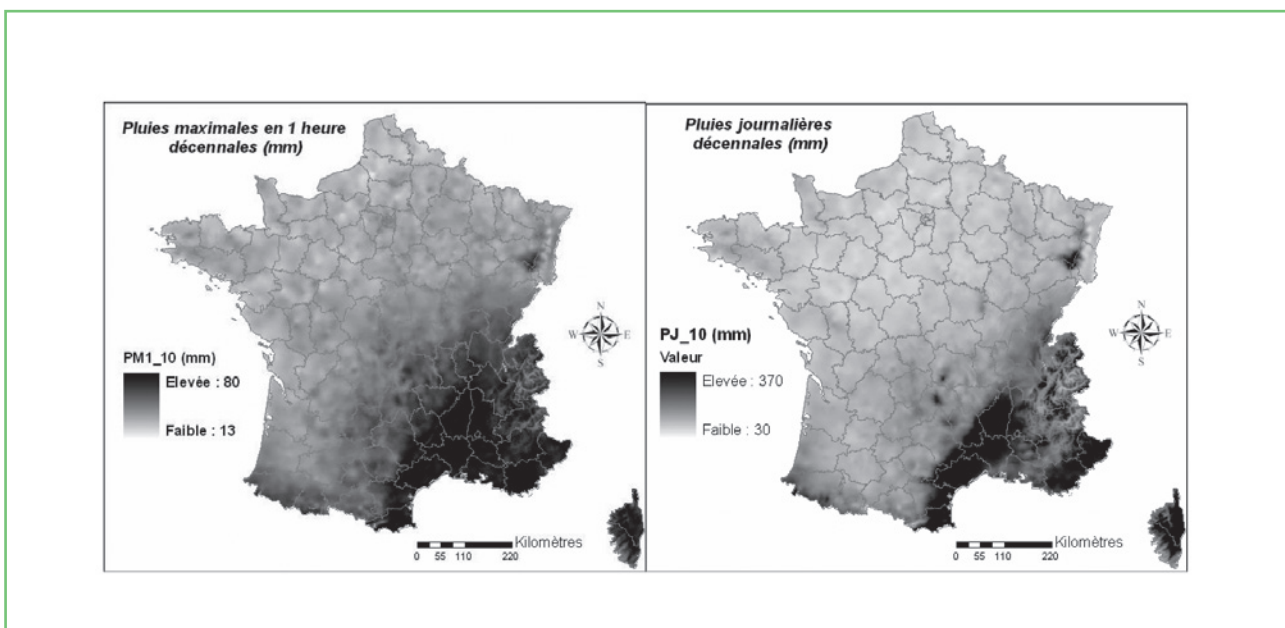 Pluies maximales en 1 heure
décennales (mm)
N
W E
S
PM1_10 (mm)
Elevée : 80
Faible : 13
Kilomètres
0 55 110 220
Pluies journalières
décennales (mm)
N
W E
S
PJ_10 (mm)
Valeur
Elevée : 370
Faible : 30
Kilomètres
0 55 110 220